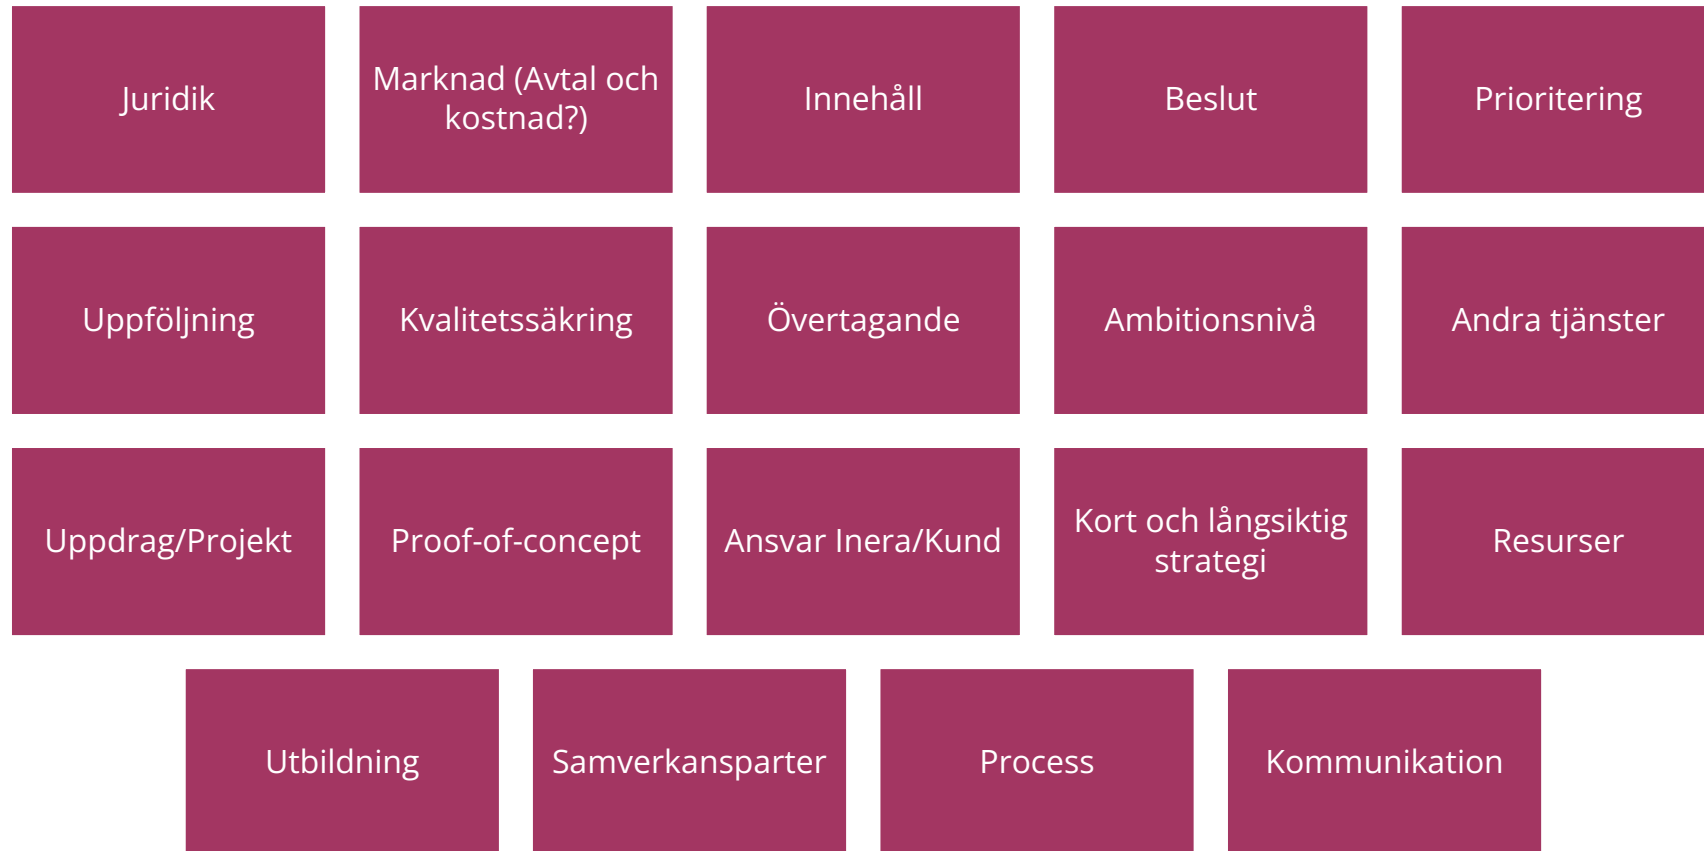 Juridik
Marknad (Avtal och
kostnad?)
Innehåll
Beslut
Prioritering
Uppföljning
Kvalitetssäkring
Övertagande
Ambitionsnivå
Andra tjänster
Uppdrag/Projekt
Proof-of-concept
Ansvar Inera/Kund
Kort och långsiktig
strategi
Resurser
Utbildning
Samverkansparter
Process
Kommunikation